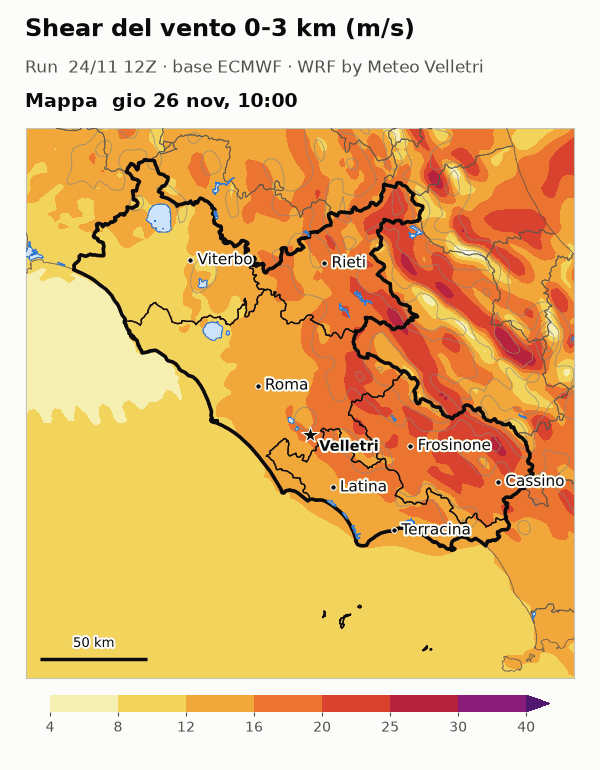 Shear del vento 0-3 km (m/s)
Run  24/11 12Z · base ECMWF · WRF by Meteo Velletri
Mappa  gio 26 nov, 10:00
Viterbo
Rieti
Roma
Velletri
Frosinone
Cassino
Latina
Terracina
50 km
4 8 12 16 20 25 30 40